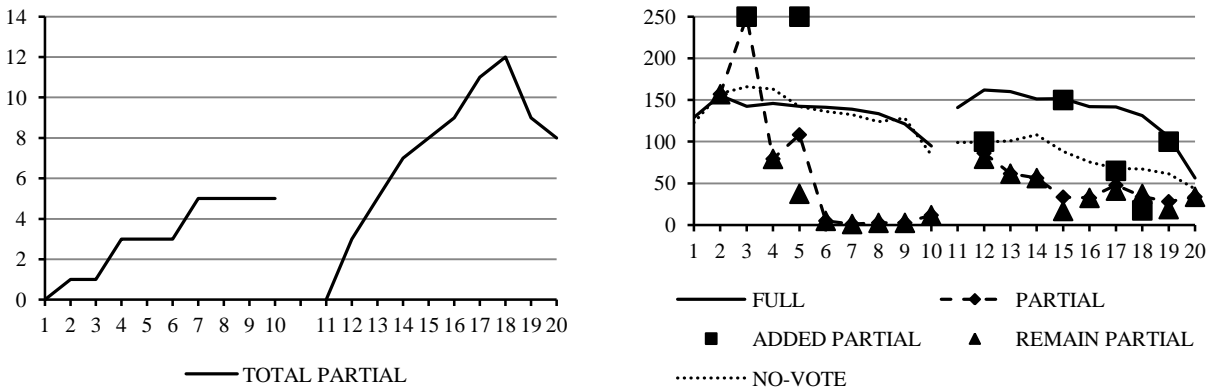 14
12
10
8
6
4
2
0
1 2 3 4 5 6 7 8 9 10 11 12 13 14 15 16 17 18 19 20
TOTAL PARTIAL
250
200
150
100
50
0
1 2 3 4 5 6 7 8 9 10 11 12 13 14 15 16 17 18 19 20
FULL PARTIAL
ADDED PARTIAL REMAIN PARTIAL
NO-VOTE